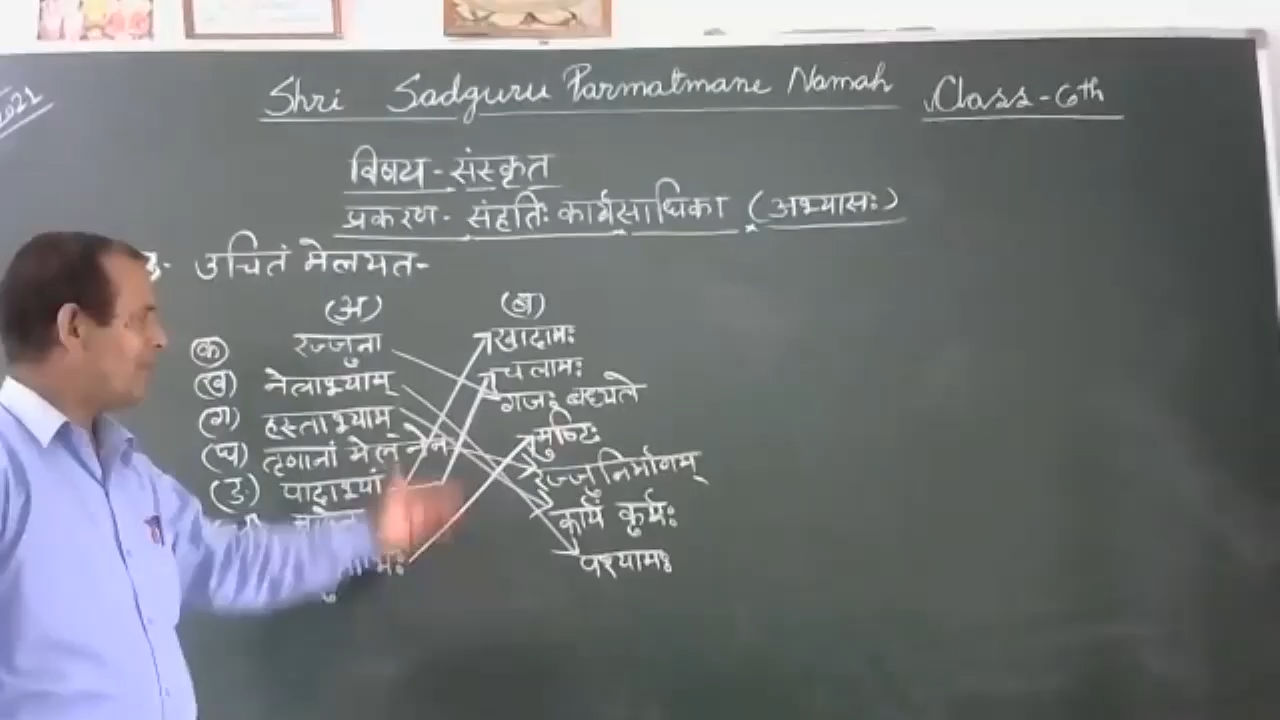 2021
Shri Sadguru Parmatmane Namah Class-6th
विषय-संस्कृत
प्रकरण- संहतिः कार्यसाधिका (अभ्यासः)
उचितं मेलयत-
(अ) (ब)
(क) रज्जुना खादामः
(ख) नेत्राभ्याम् चलामः
(ग) हस्ताभ्याम् गजः बध्यते
(घ) तृणानां मेलनेन मुष्टिः
(ङ) पादाभ्यां रज्जुनिर्माणम्
कार्यं कुर्मः
पश्यामः